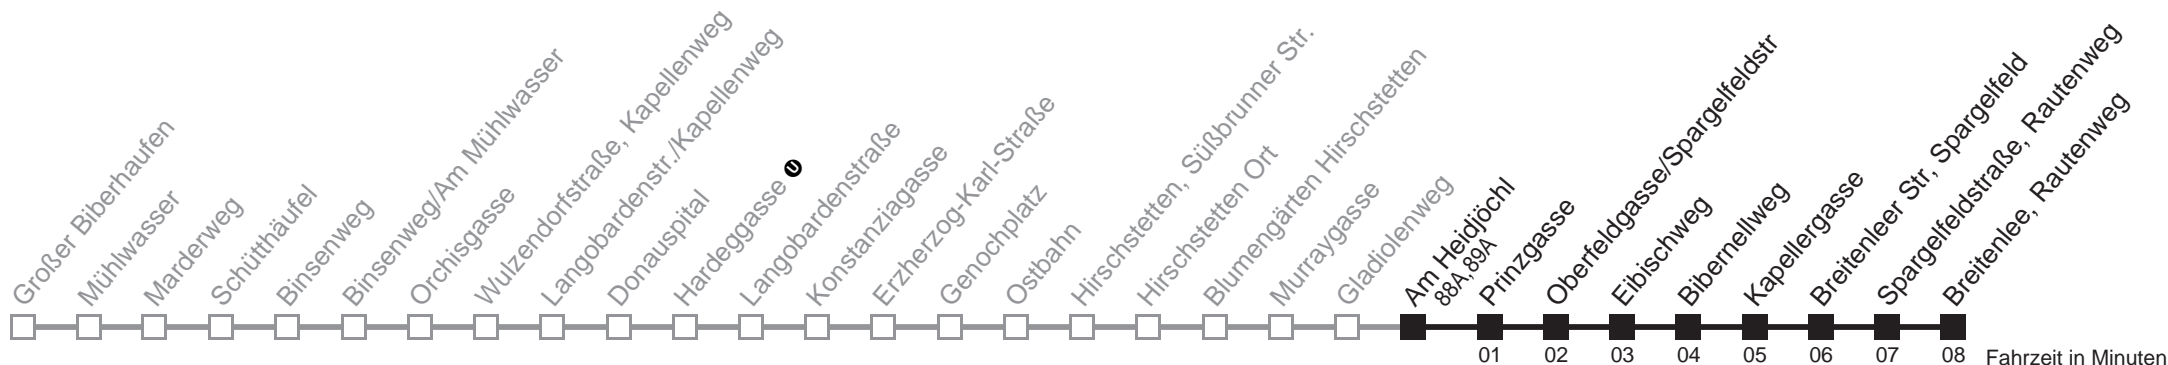 Großer Biberhaufen
Mühlwasser
Marderweg
Schütthäufel
Binsenweg
Binsenweg/Am Mühlwasser
Orchisgasse
Wulzendorfstraße, Kapellenweg
Langobardenstr./Kapellenweg
Donauspital
Hardeggasse U
Langobardenstraße
Konstanziagasse
Erzherzog-Karl-Straße
Genochplatz
Ostbahn
Hirschstetten, Süßbrunner Str.
Hirschstetten Ort
Blumengärten Hirschstetten
Murraygasse
Gladiolenweg
Am Heidjöchl
88A,89A
Prinzgasse
Oberfeldgasse/Spargelfeldstr
Eibischweg
Bibernellweg
Kapellergasse
Breitenleer Str, Spargelfeld
Spargelfeldstraße, Rautenweg
Breitenlee, Rautenweg
01 02 03 04 05 06 07 08 Fahrzeit in Minuten